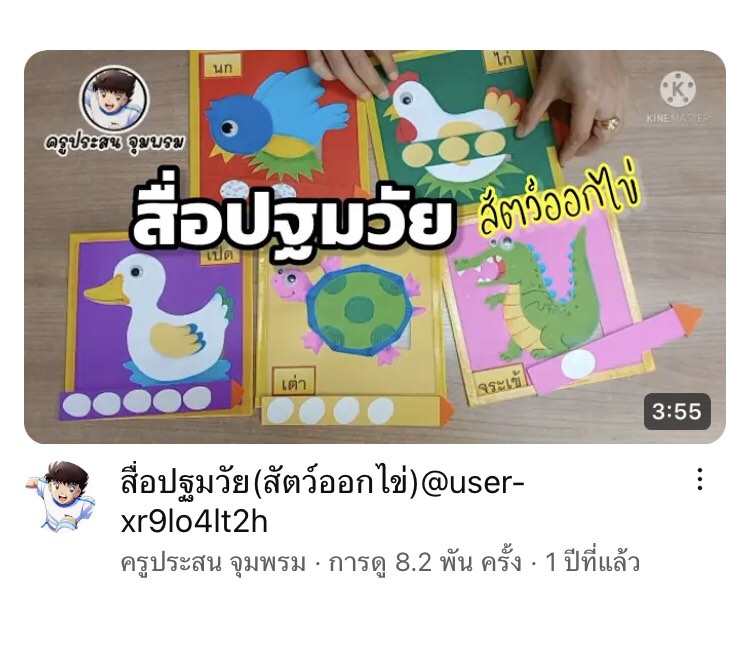 นก
ไก่
KINEMASTER
ครูประสน จุมพรม
สื่อปฐมวัย
สัตว์ออกไข่
เป็ด
เต่า
จระเข้
3:55
สื่อปฐมวัย(สัตว์ออกไข่)@user-
xr9lo4lt2h
ครูประสน จุมพรม · การดู 8.2 พัน ครั้ง · 1 ปีที่แล้ว